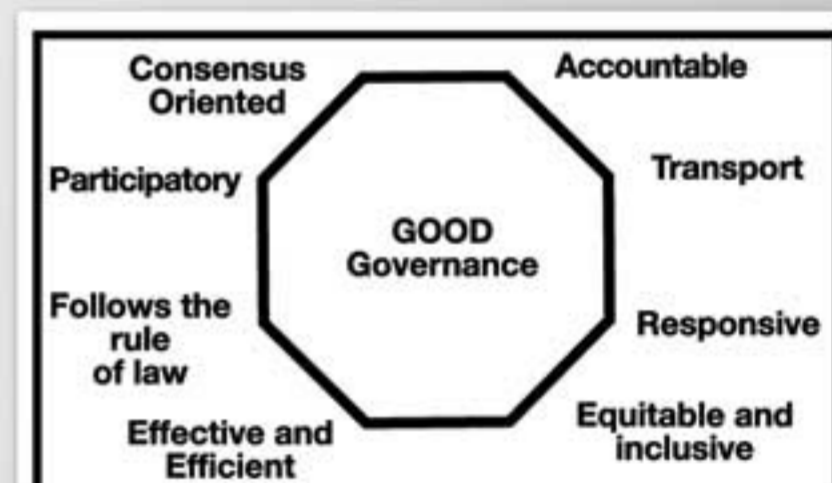 Consensus
Oriented
Accountable
Participatory
Transport
GOOD
Governance
Follows the
rule
of law
Responsive
Effective and
Efficient
Equitable and
inclusive